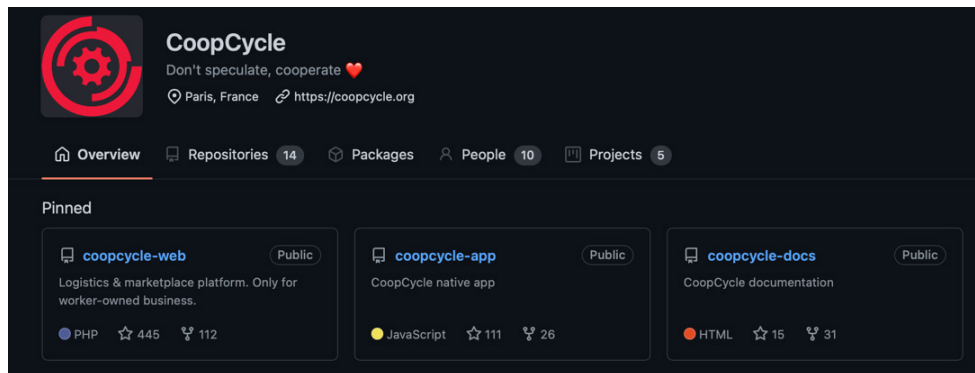 CoopCycle
Don't speculate, cooperate ❤️
Paris, France https://coopcycle.org
Overview Repositories 14 Packages People 10 Projects 5
Pinned
coopcycle-web Public
Logistics & marketplace platform. Only for
worker-owned business.
PHP 445 112
coopcycle-app Public
CoopCycle native app
JavaScript 111 26
coopcycle-docs Public
CoopCycle documentation
HTML 15 31